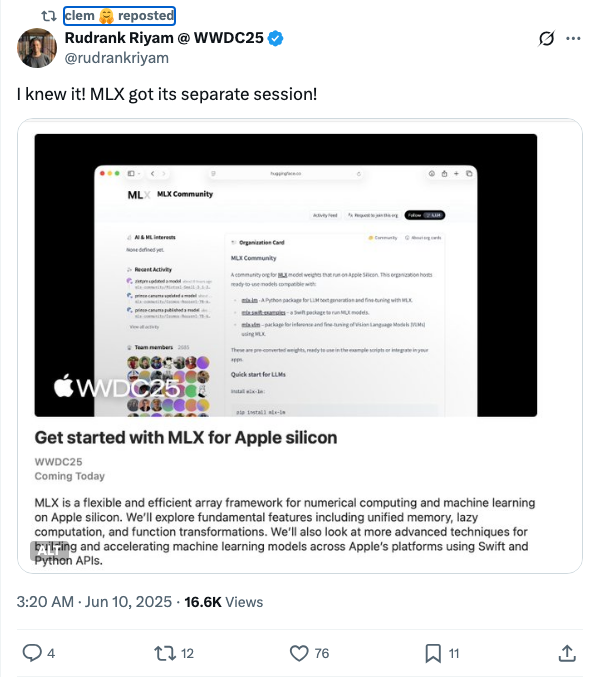 clem 🤗 reposted
Rudrank Riyam @ WWDC25
@rudrankriyam
I knew it! MLX got its separate session!
huggingface.co
MLX MLX Community
Activity Feed Request to join this org Follow
AI & ML interests
None defined yet.
Recent Activity
View all activity
Team members
Community About org cards
Organization Card
MLX Community
A community org for MLX model weights that run on Apple Silicon. This organization hosts
ready-to-use models compatible with:
mlx-lm - A Python package for LLM text generation and fine-tuning with MLX.
mlx-swift-examples - a Swift package to run MLX models.
mlx-vlm - package for inference and fine-tuning of Vision Language Models (VLMs)
using MLX.
These are pre-converted weights, ready to use in the example scripts or integrate in your
apps.
Quick start for LLMs
Install mlx-lm:
pip install mlx-lm
WWDC25
Get started with MLX for Apple silicon
WWDC25
Coming Today
MLX is a flexible and efficient array framework for numerical computing and machine learning
on Apple silicon. We'll explore fundamental features including unified memory, lazy
computation, and function transformations. We'll also look at more advanced techniques for
building and accelerating machine learning models across Apple's platforms using Swift and
Python APIs.
ALT
3:20 AM · Jun 10, 2025 · 16.6K Views
4 12 76 11